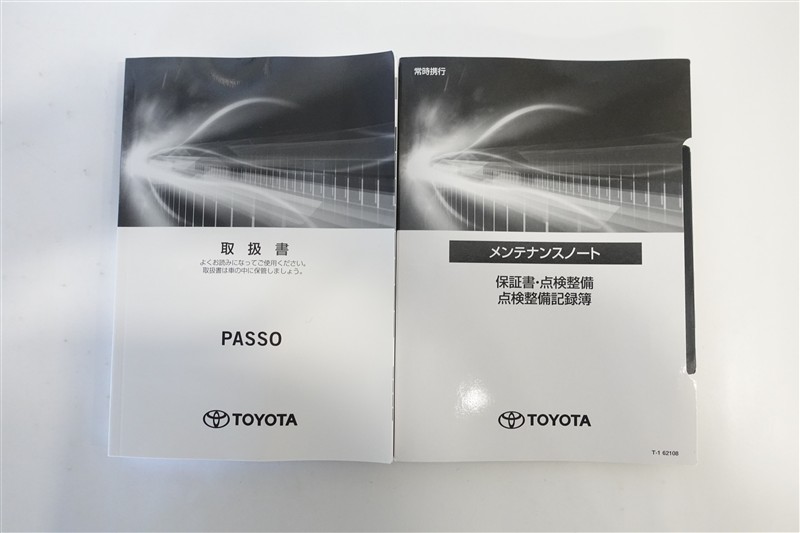 取扱書
よくお読みになってご使用ください。
取扱書は車の中に保管しましょう。
PASSO
TOYOTA
常時携行
メンテナンスノート
保証書・点検整備
点検整備記録簿
TOYOTA
T-1 62108